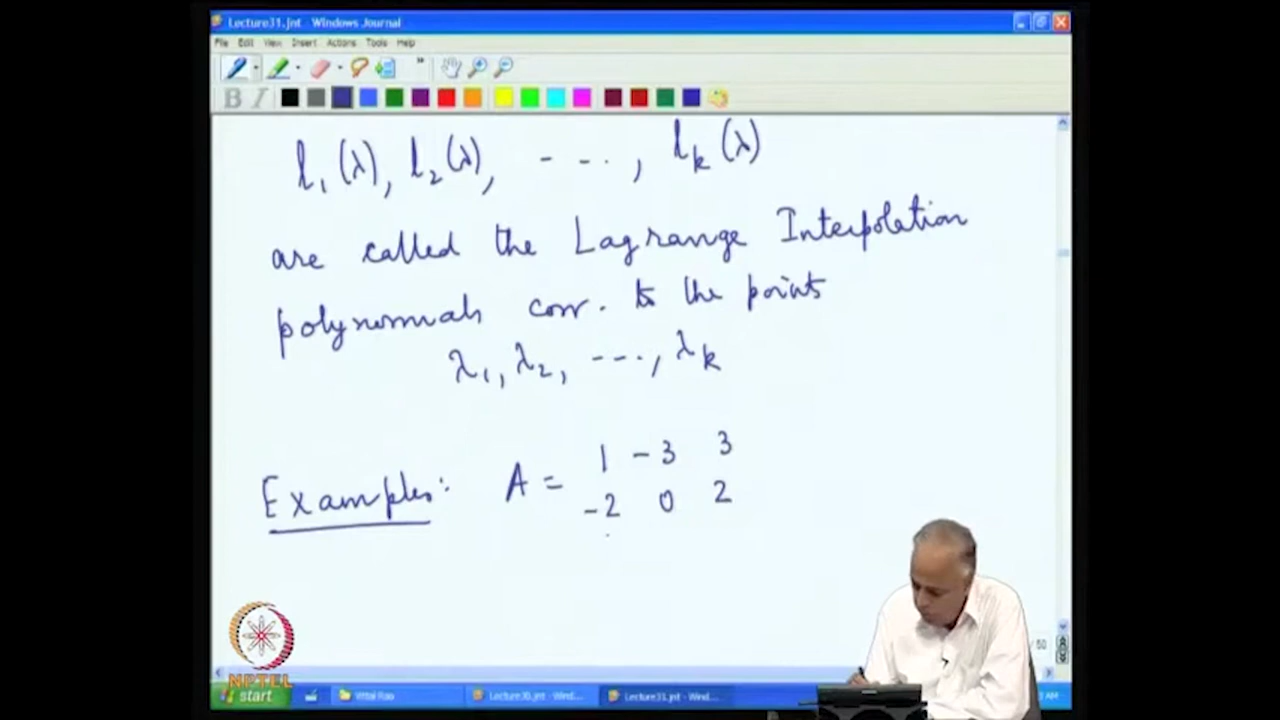 Lecture31.jnt - Windows Journal
File Edit View Insert Actions Tools Help
B I
l₁(λ), l₂(λ), - - - . , lₖ(λ)
are called the Lagrange Interpolation
polynomials corr. to the points
λ₁, λ₂, - - - . , λₖ
Examples: A = 1 -3 3
-2 0 2
/ 50
NPTEL
start Vittal Rao Lecture30.jnt - Wind... Lecture31.jnt - Wind...